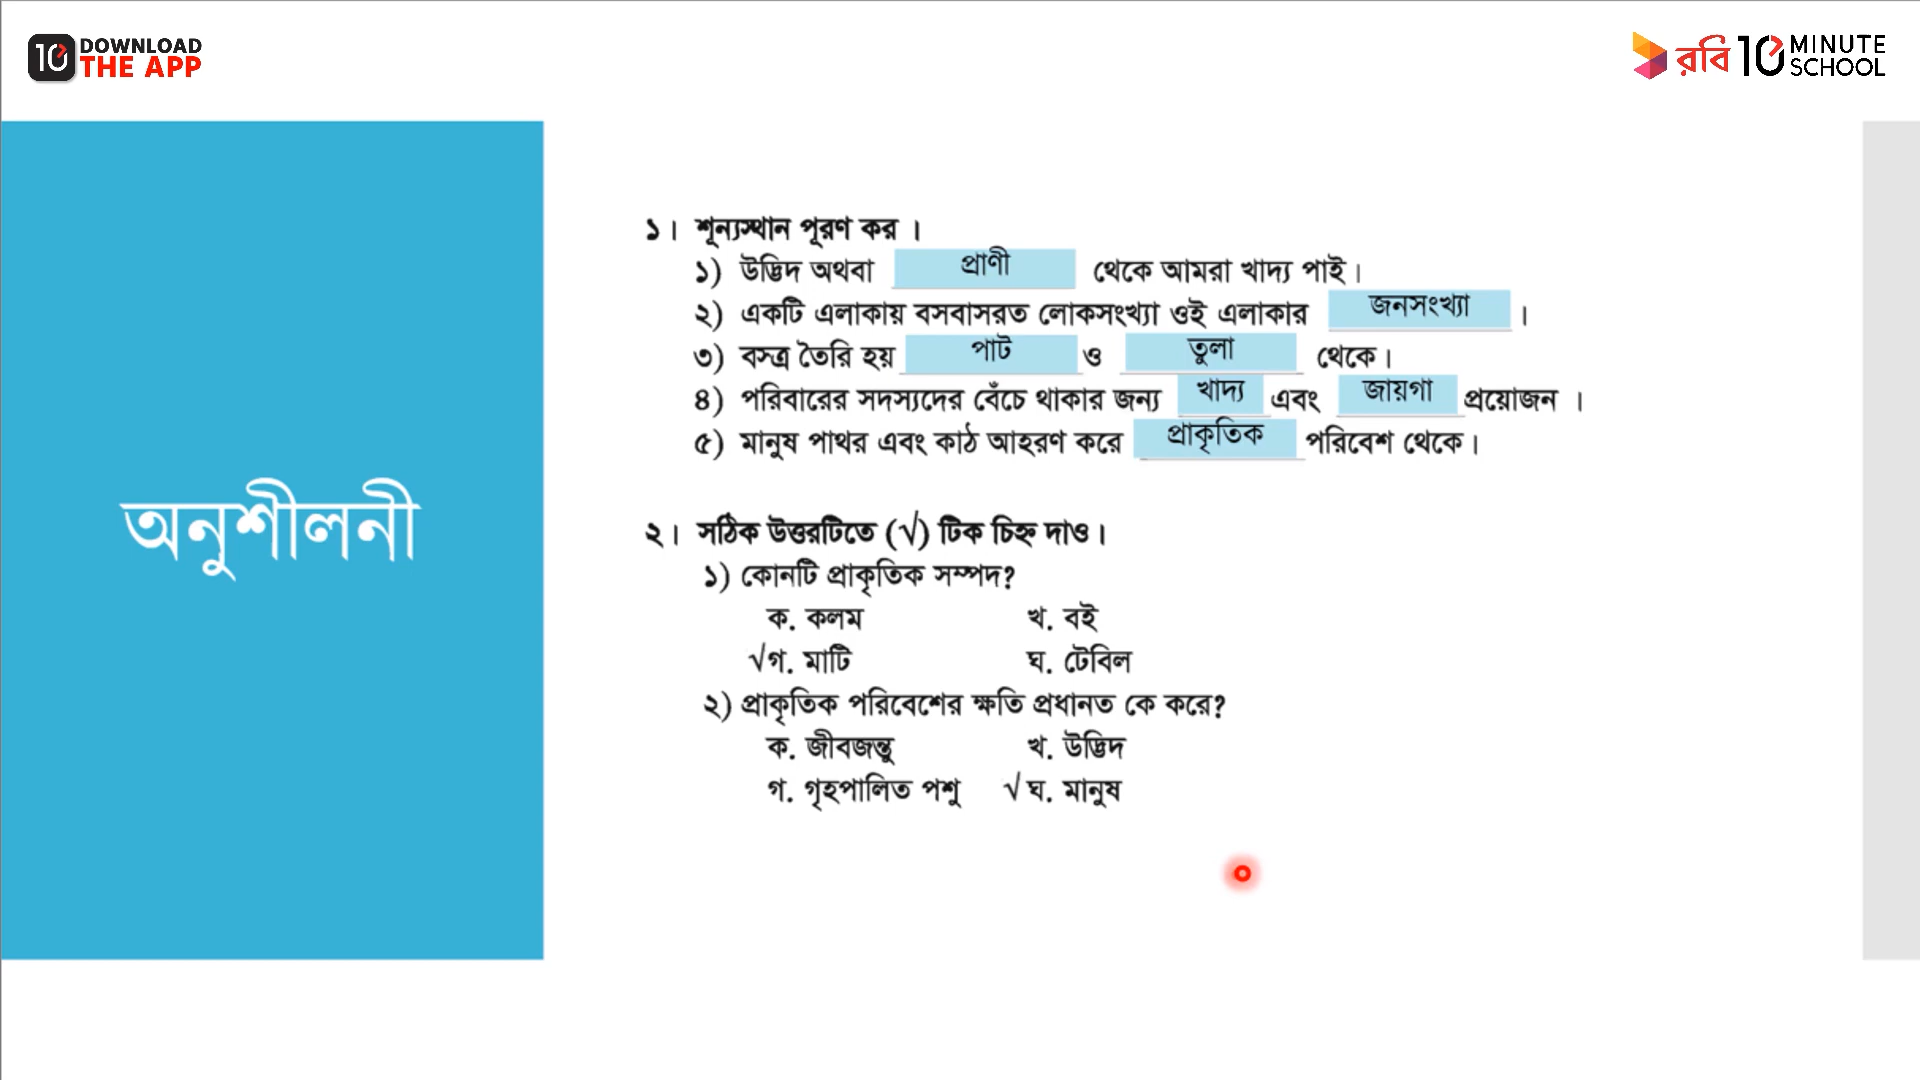 DOWNLOAD
THE APP
রবি 10 MINUTE
SCHOOL
অনুশীলনী
১। শূন্যস্থান পূরণ কর।
১) উদ্ভিদ অথবা প্রাণী থেকে আমরা খাদ্য পাই।
২) একটি এলাকায় বসবাসরত লোকসংখ্যা ওই এলাকার জনসংখ্যা ।
৩) বস্ত্র তৈরি হয় পাট ও তুলা থেকে।
৪) পরিবারের সদস্যদের বেঁচে থাকার জন্য খাদ্য এবং জায়গা প্রয়োজন ।
৫) মানুষ পাথর এবং কাঠ আহরণ করে প্রাকৃতিক পরিবেশ থেকে।
২। সঠিক উত্তরটিতে (√) টিক চিহ্ন দাও।
১) কোনটি প্রাকৃতিক সম্পদ?
ক. কলম খ. বই
√গ. মাটি ঘ. টেবিল
২) প্রাকৃতিক পরিবেশের ক্ষতি প্রধানত কে করে?
ক. জীবজন্তু খ. উদ্ভিদ
গ. গৃহপালিত পশু √ ঘ. মানুষ